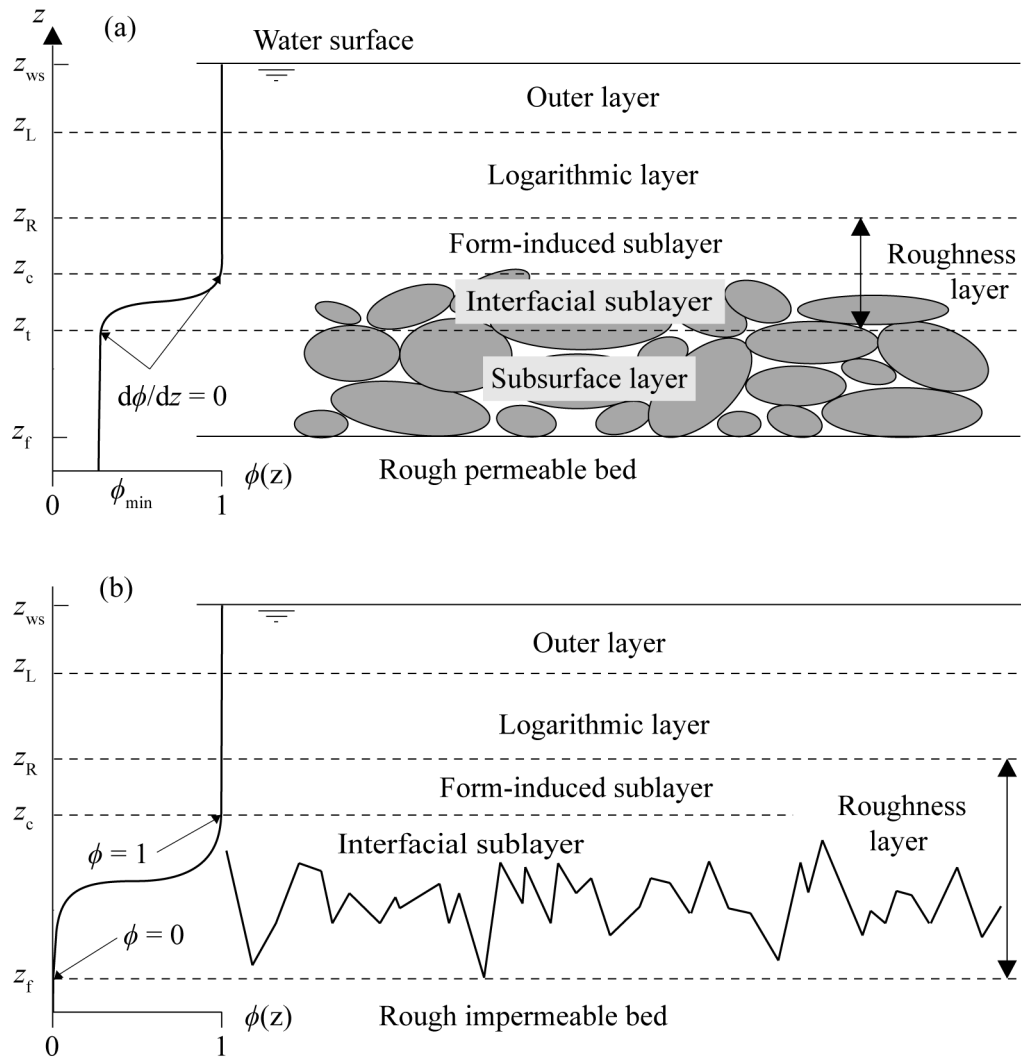 z
(a)
Water surface
z_ws
Outer layer
z_L
Logarithmic layer
z_R
Form-induced sublayer
Roughness
layer
z_c
Interfacial sublayer
z_t
Subsurface layer
dϕ/dz = 0
z_f
Rough permeable bed
ϕ(z)
ϕ_min
0
1
(b)
z_ws
Outer layer
z_L
Logarithmic layer
z_R
Form-induced sublayer
Roughness
layer
z_c
Interfacial sublayer
ϕ = 1
ϕ = 0
z_f
ϕ(z)
Rough impermeable bed
0
1